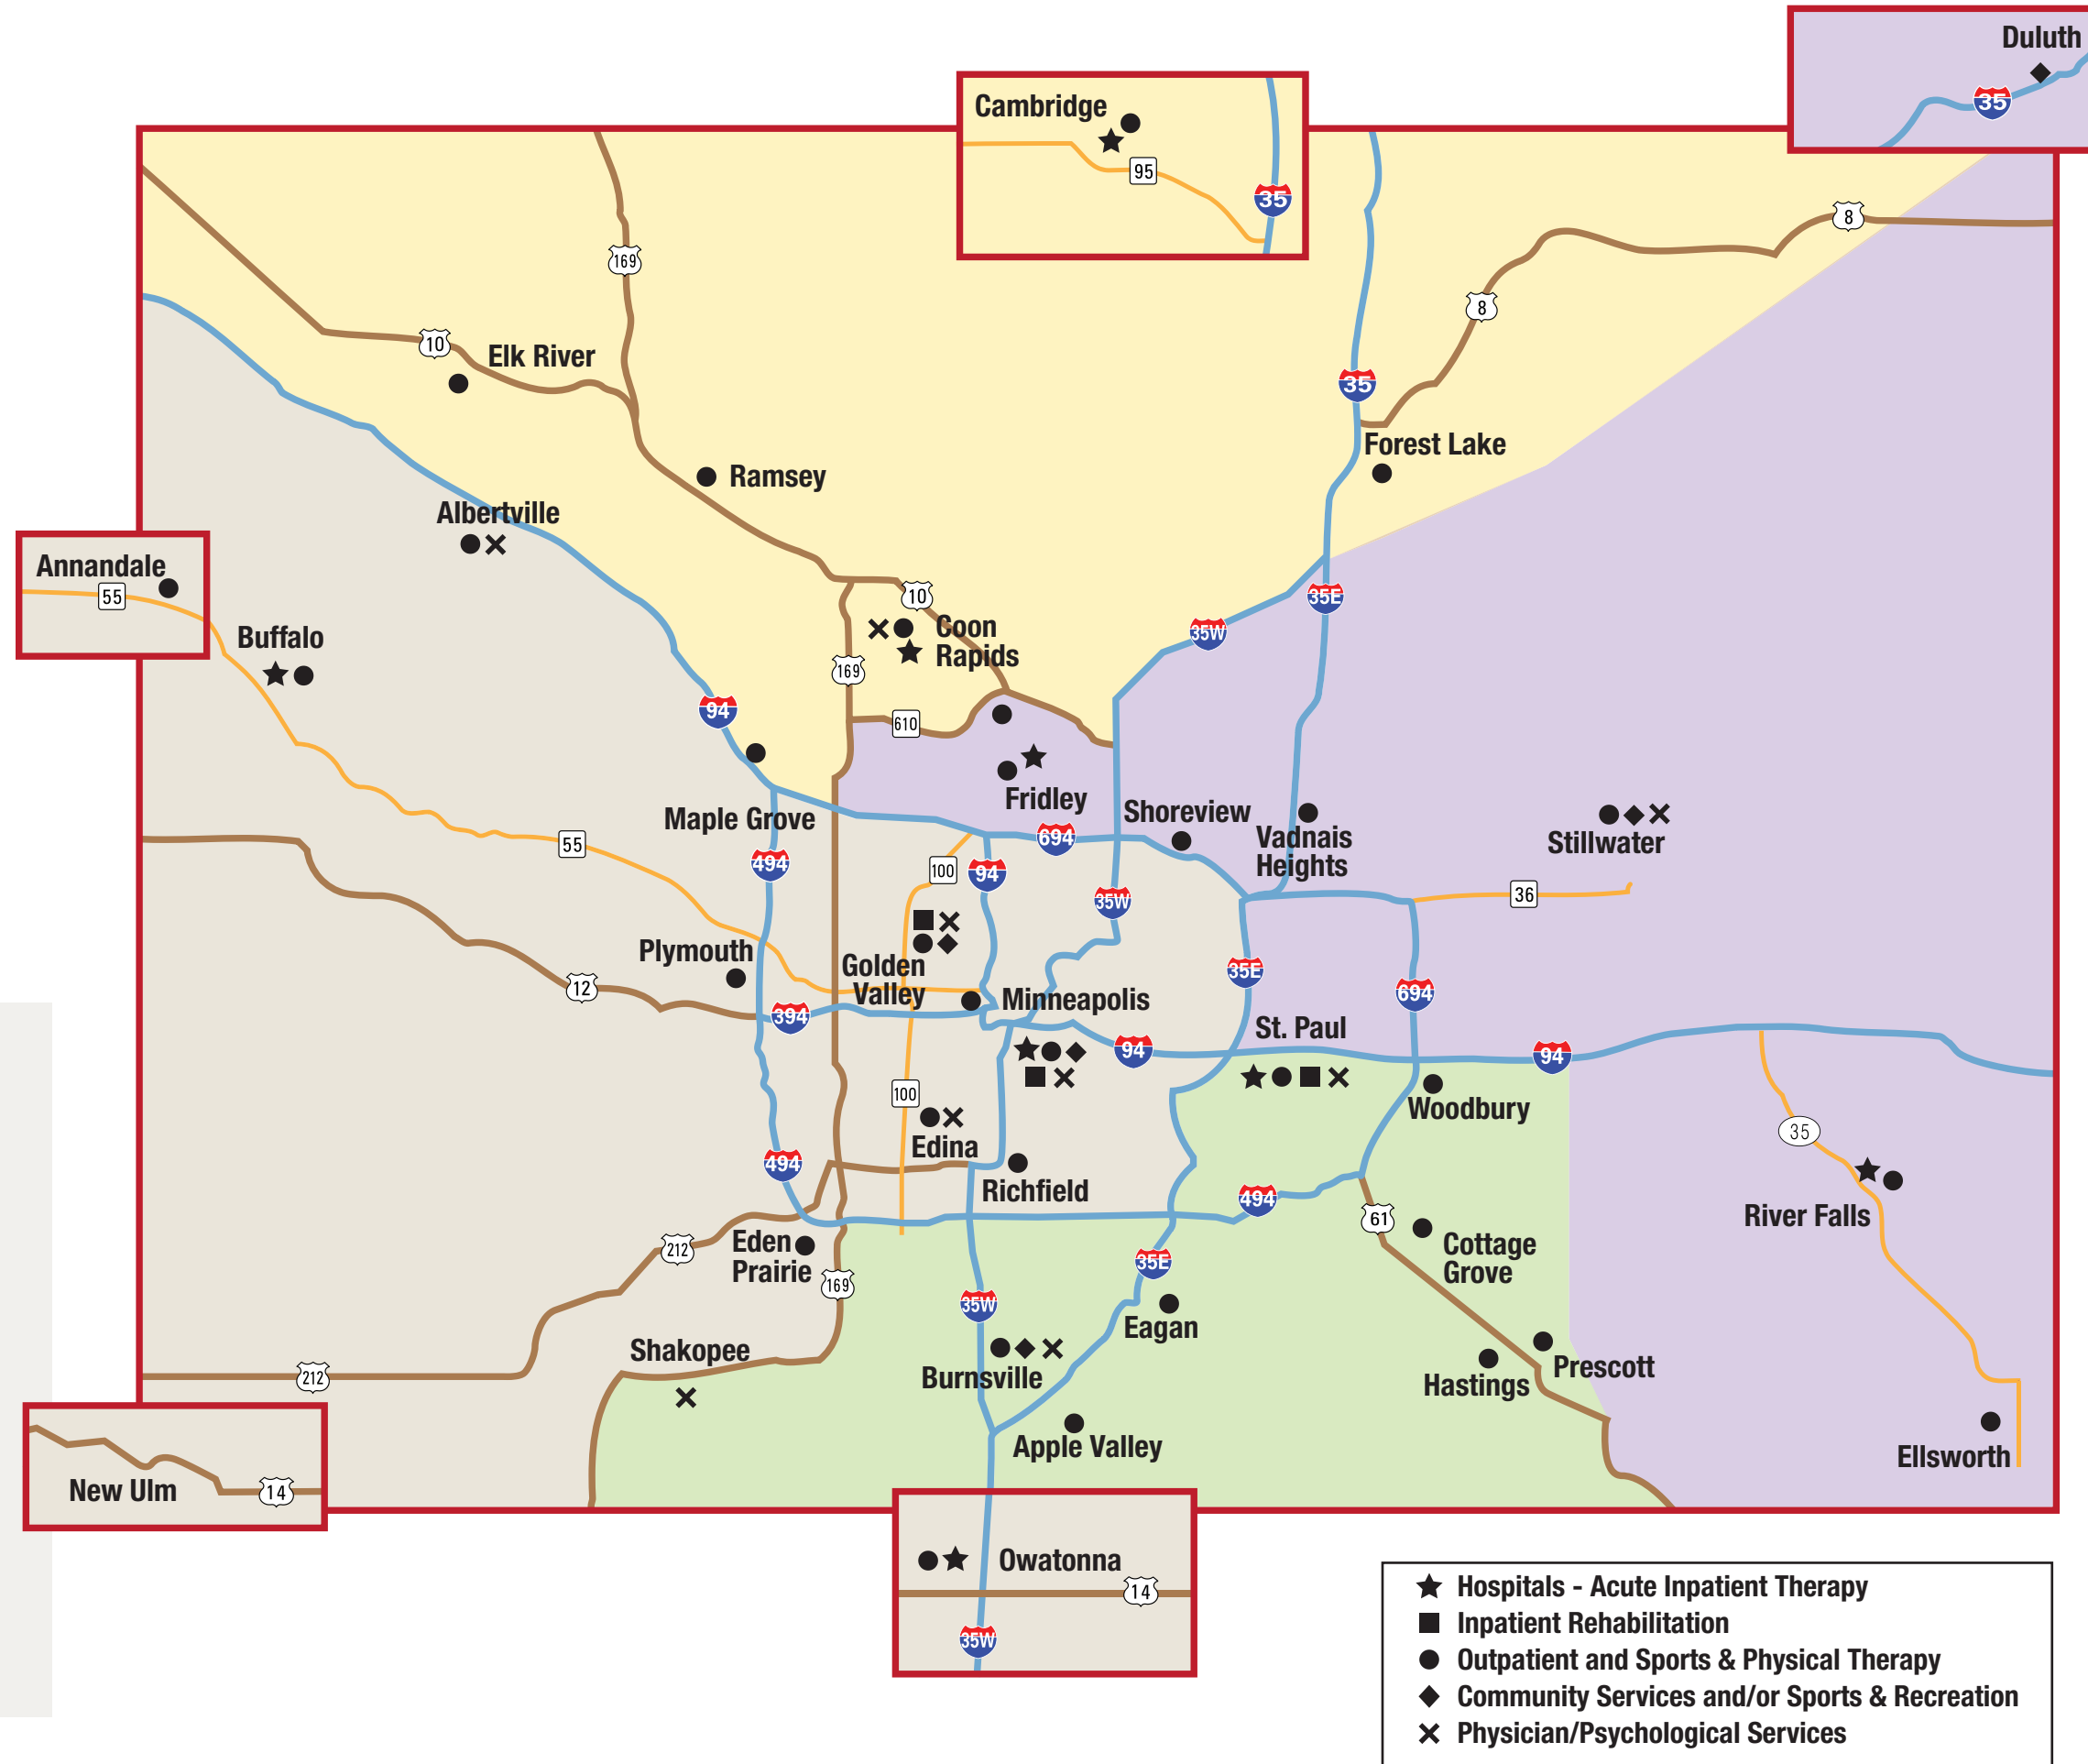 Duluth
35
Cambridge
95
35
8
169
8
10
Elk River
35
Forest Lake
Ramsey
Albertville
Annandale
55
10
35E
Coon
Rapids
35W
Buffalo
169
94
610
Fridley
Maple Grove
Shoreview
Vadnais
Heights
Stillwater
694
55
494
100
94
35W
36
Plymouth
Golden
Valley
35E
12
694
Minneapolis
394
St. Paul
94
94
100
Woodbury
Edina
35
494
Richfield
494
River Falls
61
212
Eden
Prairie
Cottage
Grove
35E
169
35W
Eagan
Shakopee
Burnsville
Prescott
Hastings
212
Apple Valley
Ellsworth
New Ulm
14
Owatonna
14
35W
Hospitals - Acute Inpatient Therapy
Inpatient Rehabilitation
Outpatient and Sports & Physical Therapy
Community Services and/or Sports & Recreation
Physician/Psychological Services